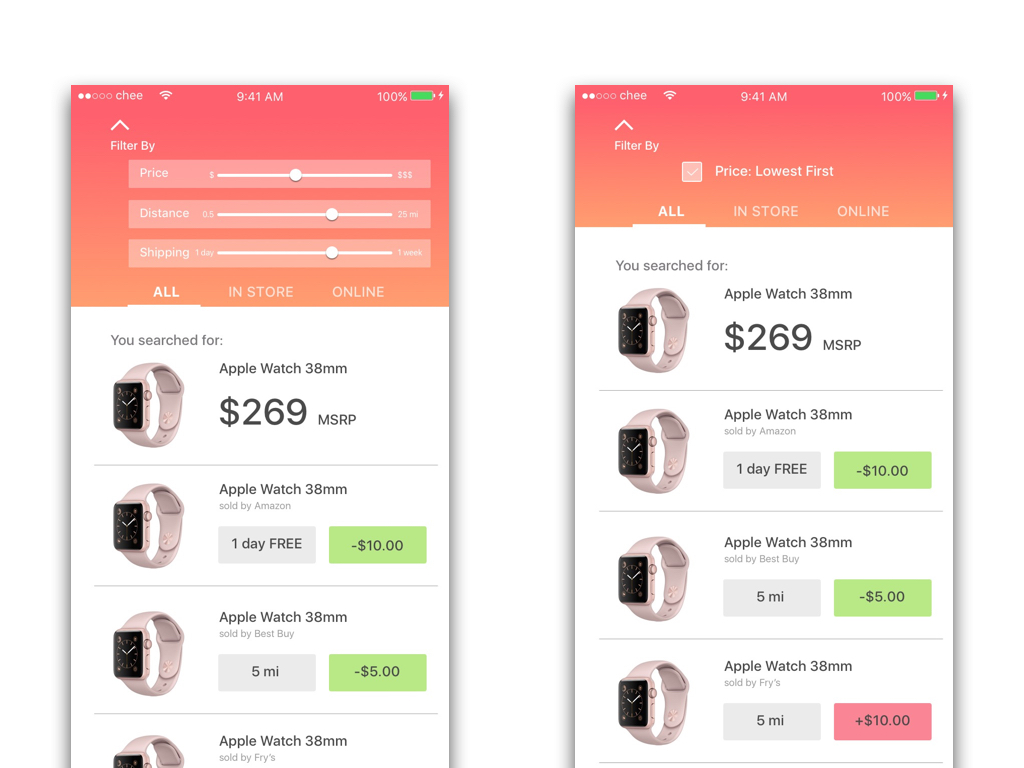 chee 9:41 AM 100%
Filter By
Price $ $$$
Distance 0.5 25 mi
Shipping 1 day 1 week
ALL IN STORE ONLINE
You searched for:
Apple Watch 38mm
$269 MSRP
Apple Watch 38mm
sold by Amazon
1 day FREE -$10.00
Apple Watch 38mm
sold by Best Buy
5 mi -$5.00
Apple Watch 38mm
sold by Fry's
chee 9:41 AM 100%
Filter By
Price: Lowest First
ALL IN STORE ONLINE
You searched for:
Apple Watch 38mm
$269 MSRP
Apple Watch 38mm
sold by Amazon
1 day FREE -$10.00
Apple Watch 38mm
sold by Best Buy
5 mi -$5.00
Apple Watch 38mm
sold by Fry's
5 mi +$10.00